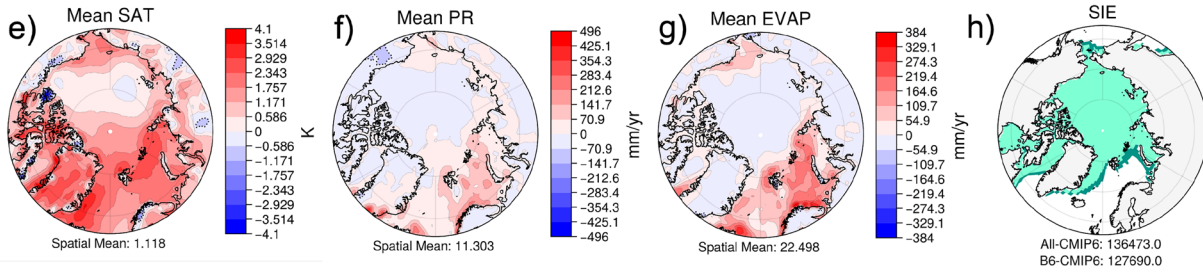 e)
Mean SAT
4.1
3.514
2.929
2.343
1.757
1.171
0.586
0
-0.586
-1.171
-1.757
-2.343
-2.929
-3.514
-4.1
K
Spatial Mean: 1.118
f)
Mean PR
496
425.1
354.3
283.4
212.6
141.7
70.9
0
-70.9
-141.7
-212.6
-283.4
-354.3
-425.1
-496
mm/yr
Spatial Mean: 11.303
g)
Mean EVAP
384
329.1
274.3
219.4
164.6
109.7
54.9
0
-54.9
-109.7
-164.6
-219.4
-274.3
-329.1
-384
mm/yr
Spatial Mean: 22.498
h)
SIE
All-CMIP6: 136473.0
B6-CMIP6: 127690.0